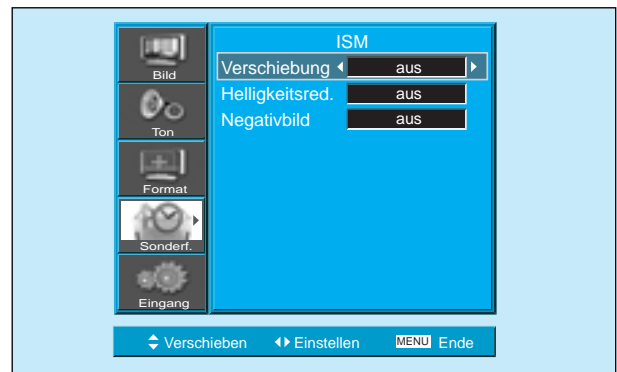 Bild
Ton
Format
Sonderf.
Eingang
ISM
Verschiebung aus
Helligkeitsred. aus
Negativbild aus
Verschieben Einstellen MENU Ende